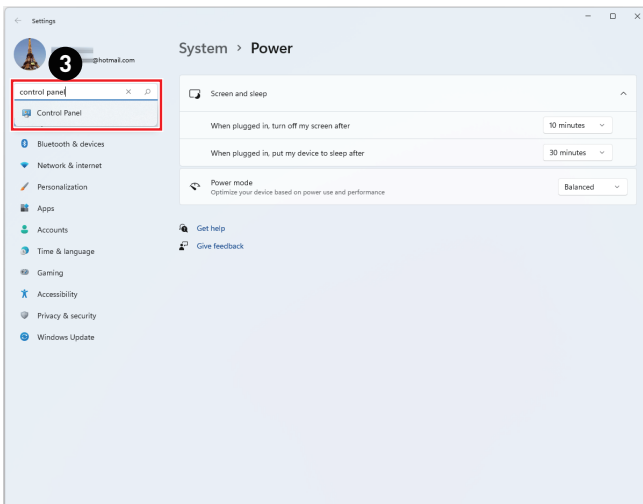 Settings
@hotmail.com
3
control panel
Control Panel
Bluetooth & devices
Network & internet
Personalization
Apps
Accounts
Time & language
Gaming
Accessibility
Privacy & security
Windows Update
System > Power
Screen and sleep
When plugged in, turn off my screen after 10 minutes
When plugged in, put my device to sleep after 30 minutes
Power mode
Optimize your device based on power use and performance
Balanced
Get help
Give feedback